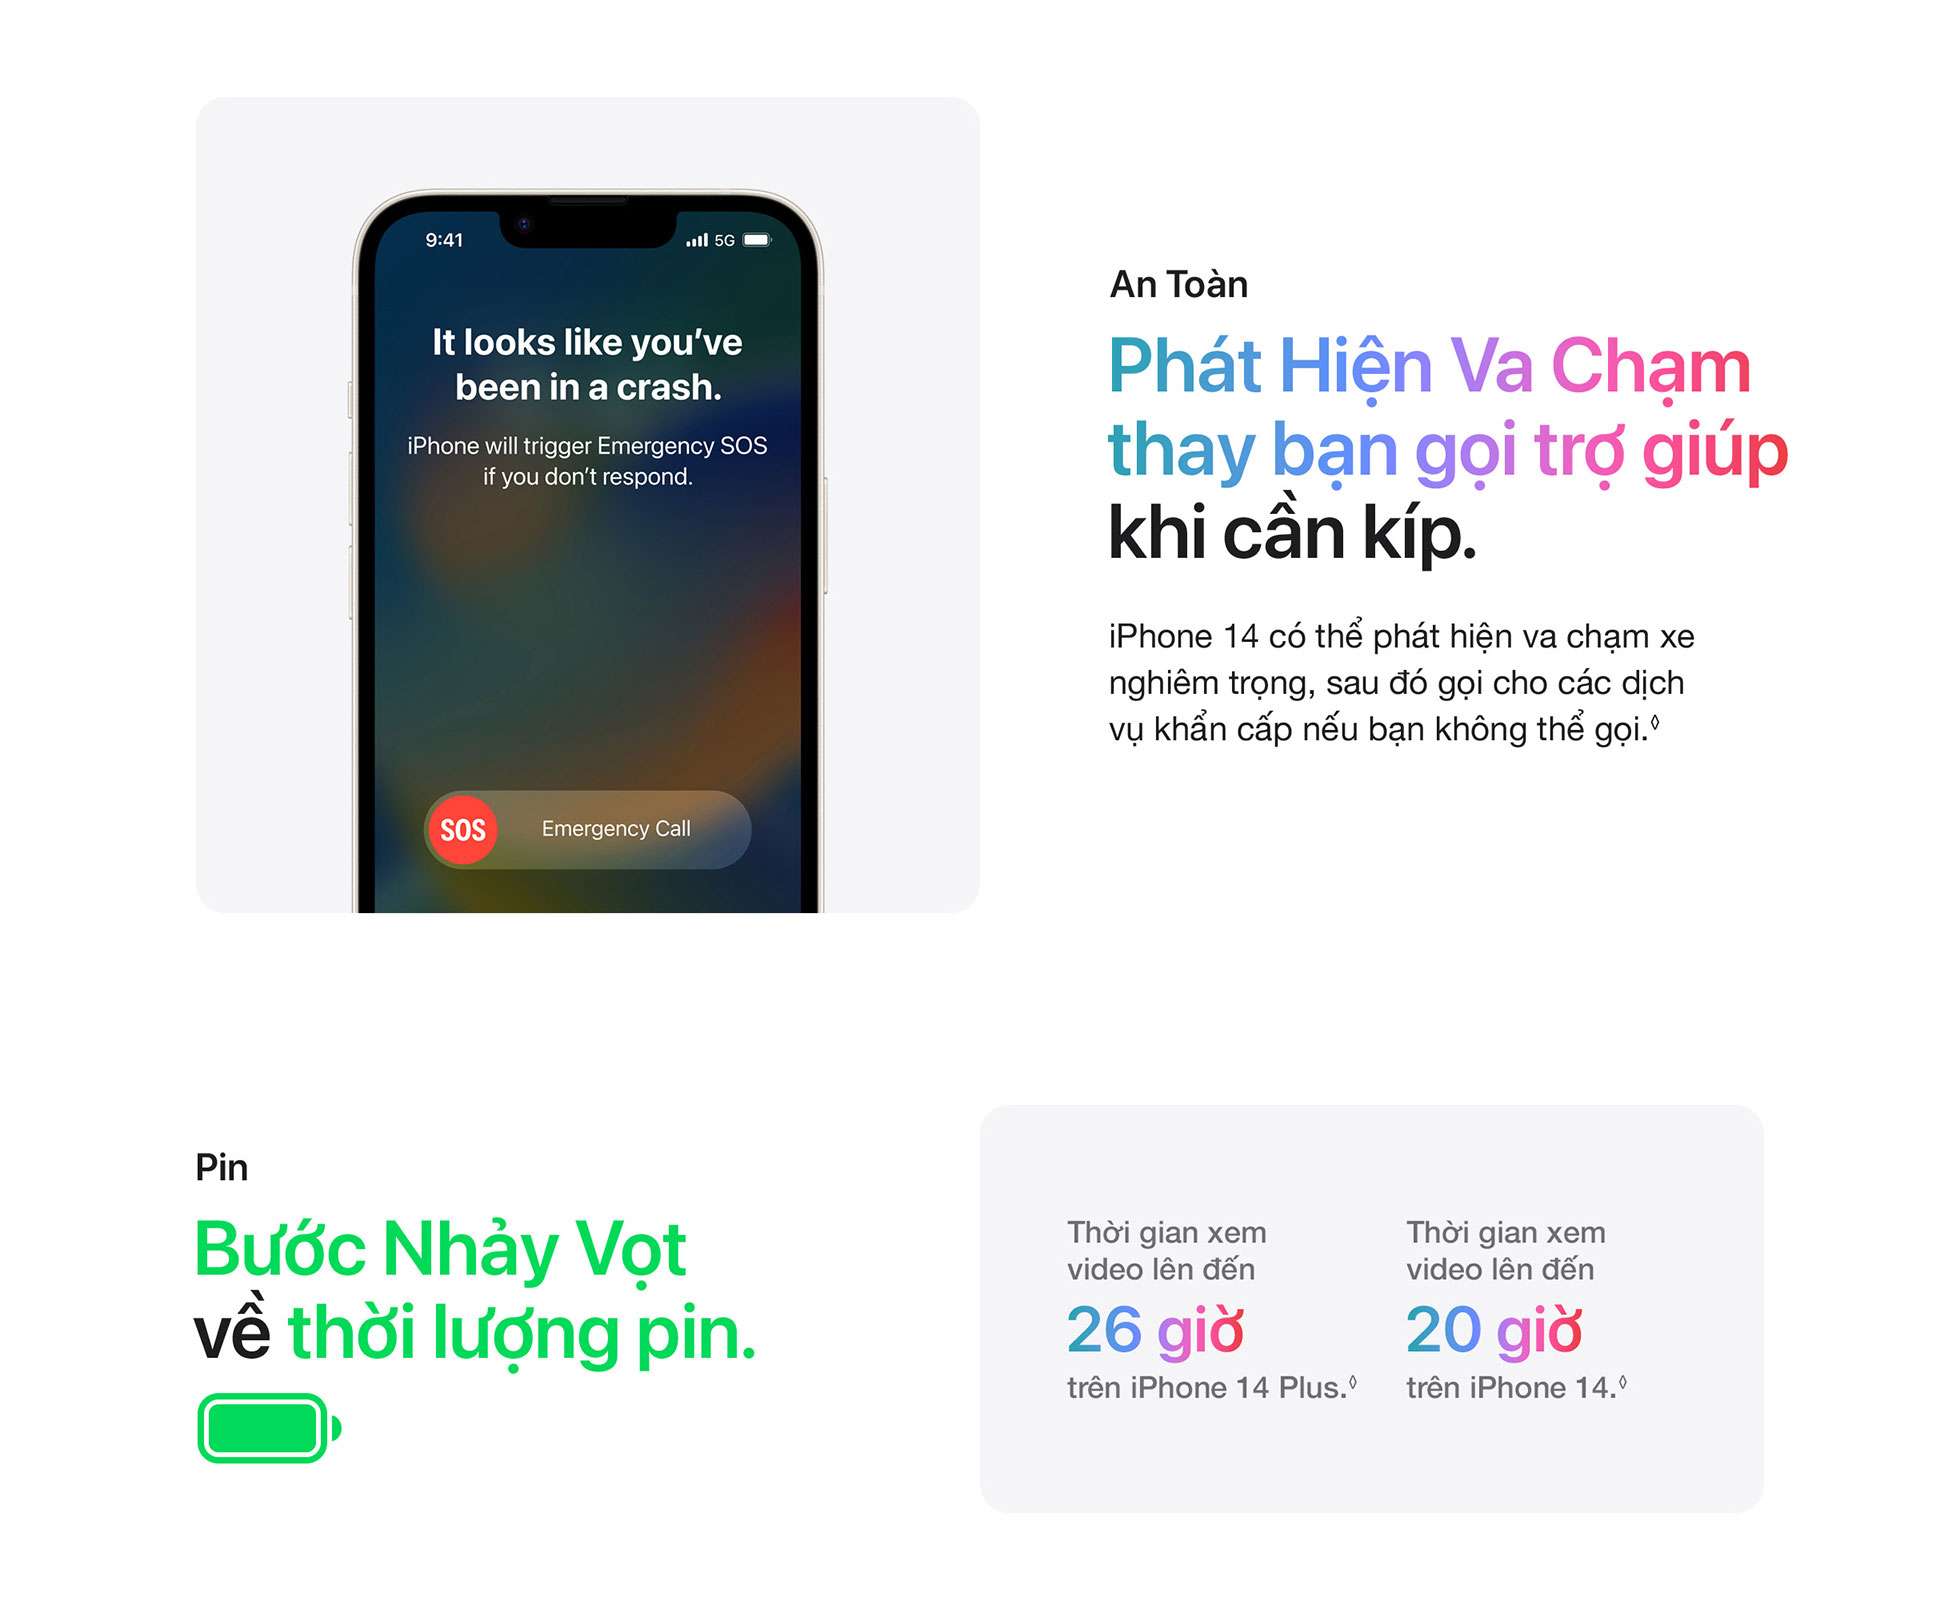 9:41
5G
It looks like you’ve
been in a crash.
iPhone will trigger Emergency SOS
if you don’t respond.
SOS
Emergency Call
An Toàn
Phát Hiện Va Chạm
thay bạn gọi trợ giúp
khi cần kíp.
iPhone 14 có thể phát hiện va chạm xe
nghiêm trọng, sau đó gọi cho các dịch
vụ khẩn cấp nếu bạn không thể gọi.◊
Pin
Bước Nhảy Vọt
về thời lượng pin.
Thời gian xem
video lên đến
26 giờ
trên iPhone 14 Plus.◊
Thời gian xem
video lên đến
20 giờ
trên iPhone 14.◊